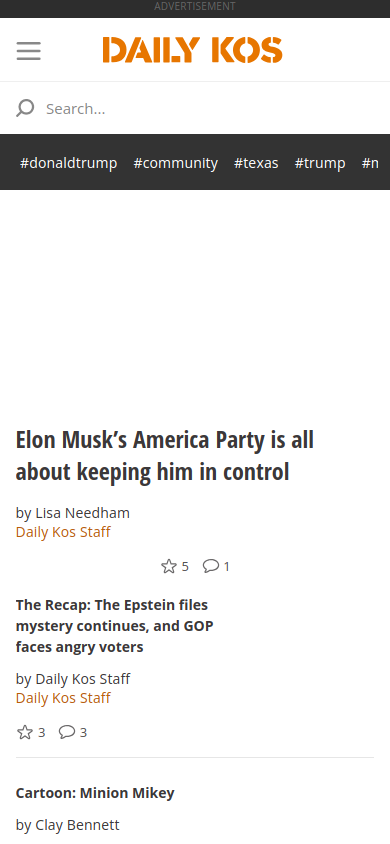 ADVERTISEMENT
DAILY KOS
Search...
#donaldtrump #community #texas #trump #n
Elon Musk’s America Party is all
about keeping him in control
by Lisa Needham
Daily Kos Staff
5 1
The Recap: The Epstein files
mystery continues, and GOP
faces angry voters
by Daily Kos Staff
Daily Kos Staff
3 3
Cartoon: Minion Mikey
by Clay Bennett